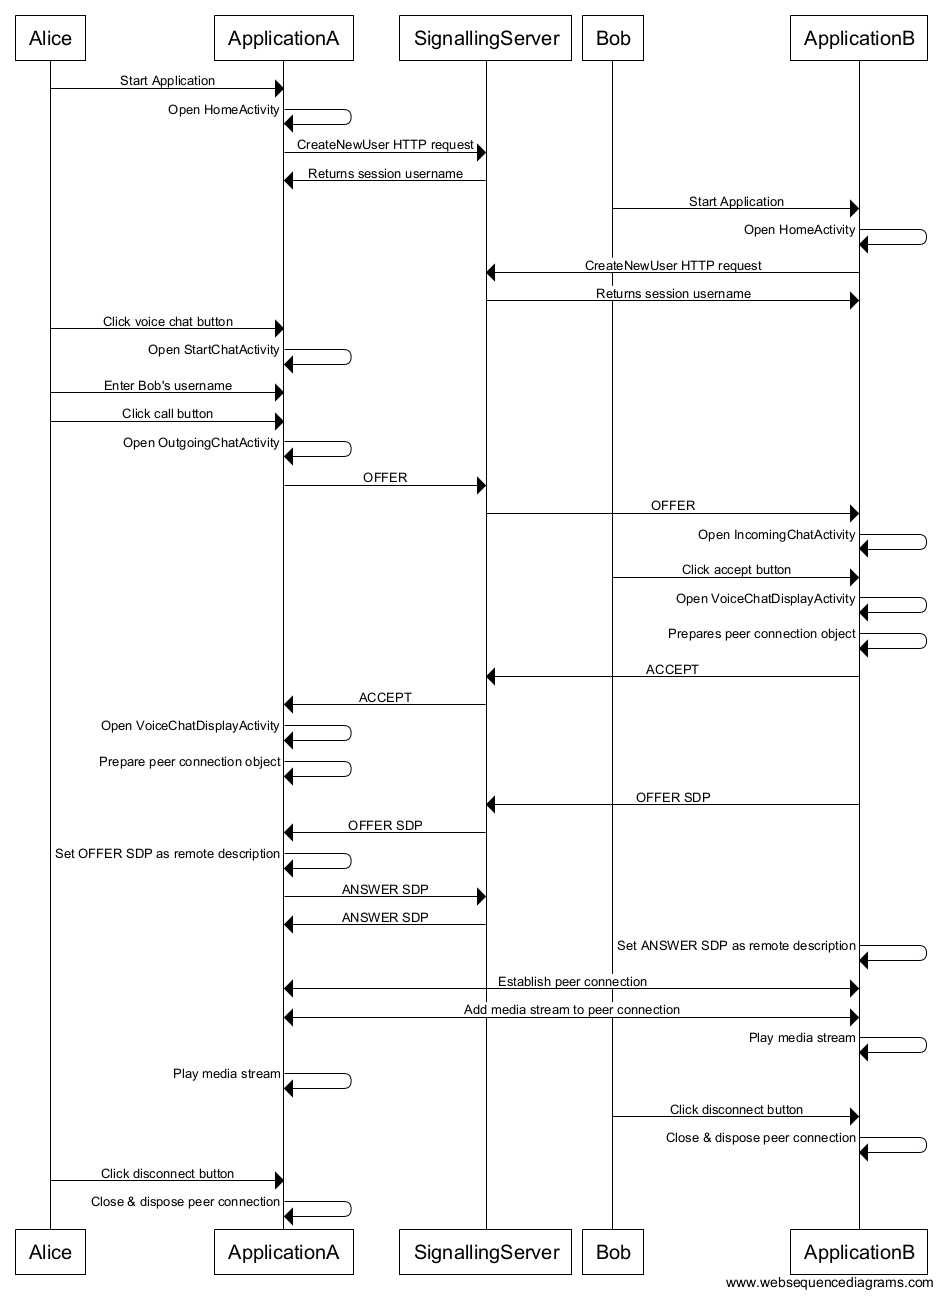 Alice
ApplicationA
SignallingServer
Bob
ApplicationB
Start Application
Open HomeActivity
CreateNewUser HTTP request
Returns session username
Start Application
Open HomeActivity
CreateNewUser HTTP request
Returns session username
Click voice chat button
Open StartChatActivity
Enter Bob's username
Click call button
Open OutgoingChatActivity
OFFER
OFFER
Open IncomingChatActivity
Click accept button
Open VoiceChatDisplayActivity
Prepares peer connection object
ACCEPT
ACCEPT
Open VoiceChatDisplayActivity
Prepare peer connection object
OFFER SDP
OFFER SDP
Set OFFER SDP as remote description
ANSWER SDP
ANSWER SDP
Set ANSWER SDP as remote description
Establish peer connection
Add media stream to peer connection
Play media stream
Play media stream
Click disconnect button
Close & dispose peer connection
Click disconnect button
Close & dispose peer connection
Alice
ApplicationA
SignallingServer
Bob
ApplicationB
www.websequencediagrams.com